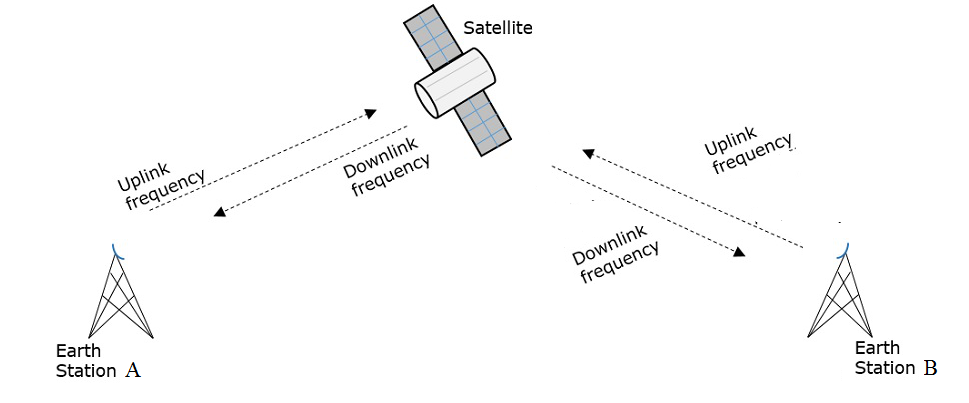 Satellite
Uplink
frequency
Downlink
frequency
Uplink
frequency
Downlink
frequency
Earth
Station A
Earth
Station B